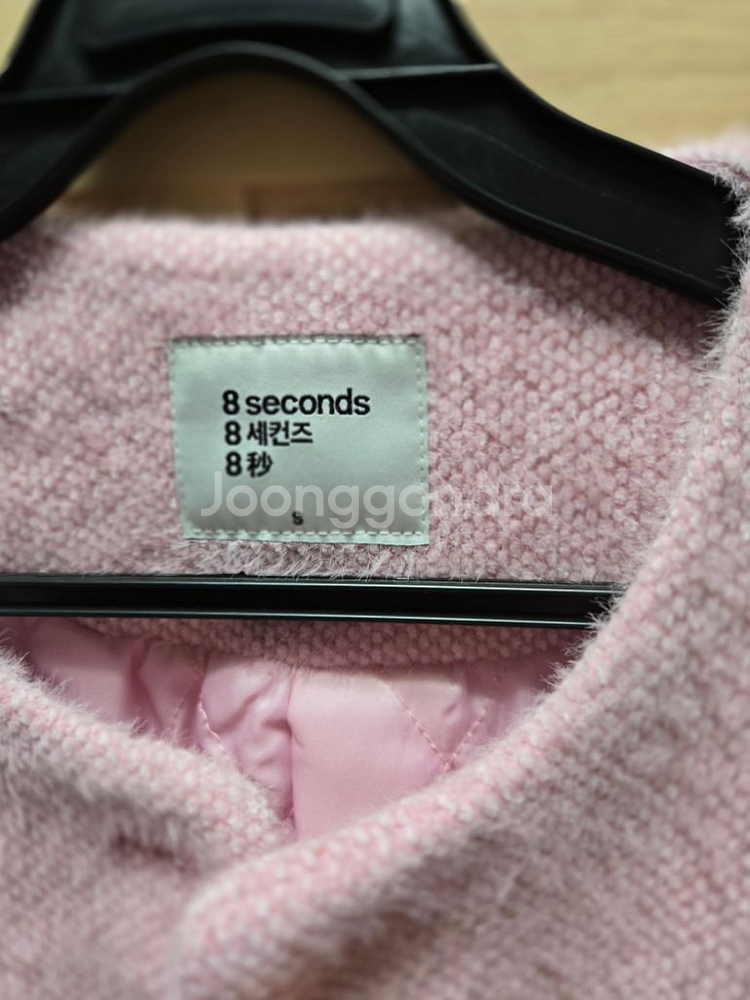 8 seconds
8 세컨즈
8 秒
Joonggonara
S